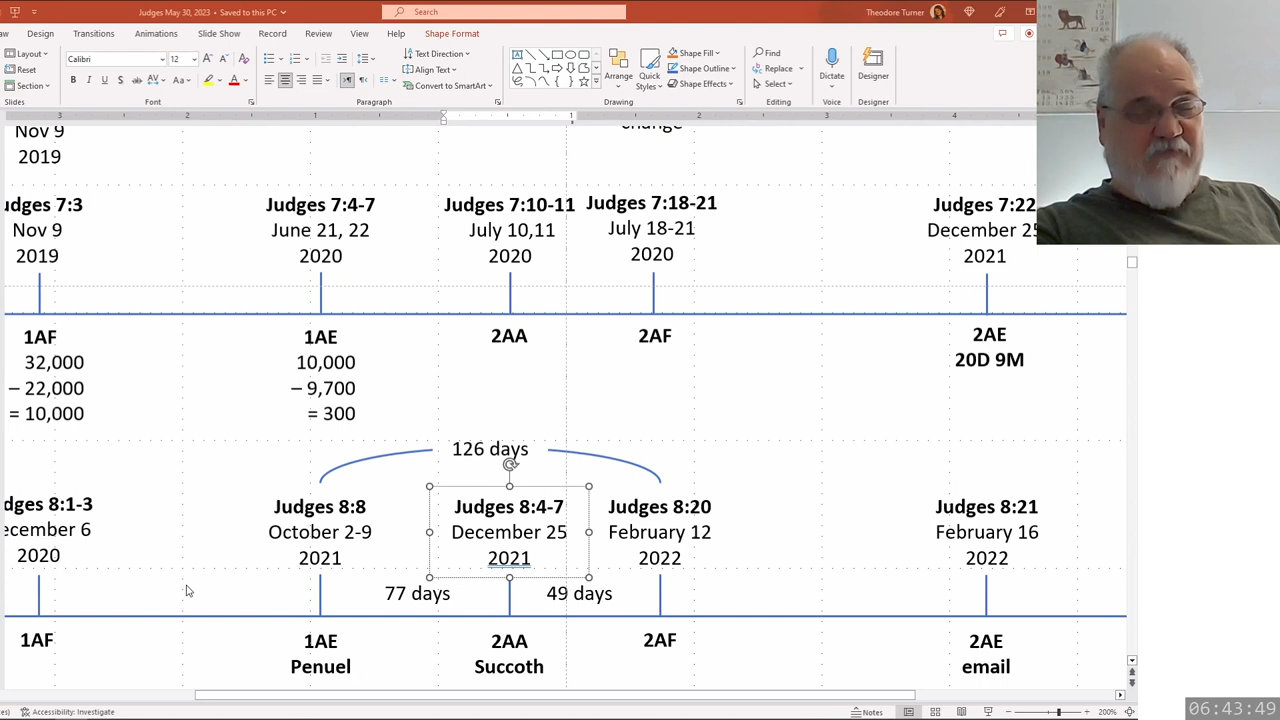 Judges May 30, 2023 • Saved to this PC
Search
Theodore Turner
Design Transitions Animations Slide Show Record Review View Help Shape Format
Layout
Reset
Section
Slides
Calibri 12
Font
Text Direction
Align Text
Convert to SmartArt
Paragraph
Arrange
Quick Styles
Shape Fill
Shape Outline
Shape Effects
Drawing
Find
Replace
Select
Editing
Dictate
Voice
Designer
Designer
3 2 1 1 2 4
Nov 9
2019
change
Judges 7:3
Nov 9
2019
Judges 7:4-7
June 21, 22
2020
Judges 7:10-11
July 10,11
2020
Judges 7:18-21
July 18-21
2020
Judges 7:22
December 25
2021
1AF
32,000
– 22,000
= 10,000
1AE
10,000
– 9,700
= 300
2AA
2AF
2AE
20D 9M
126 days
dges 8:1-3
ecember 6
2020
Judges 8:8
October 2-9
2021
Judges 8:4-7
December 25
2021
Judges 8:20
February 12
2022
Judges 8:21
February 16
2022
77 days
49 days
1AF
1AE
Penuel
2AA
Succoth
2AF
2AE
email
Accessibility: Investigate
Notes
200%
06:43:49